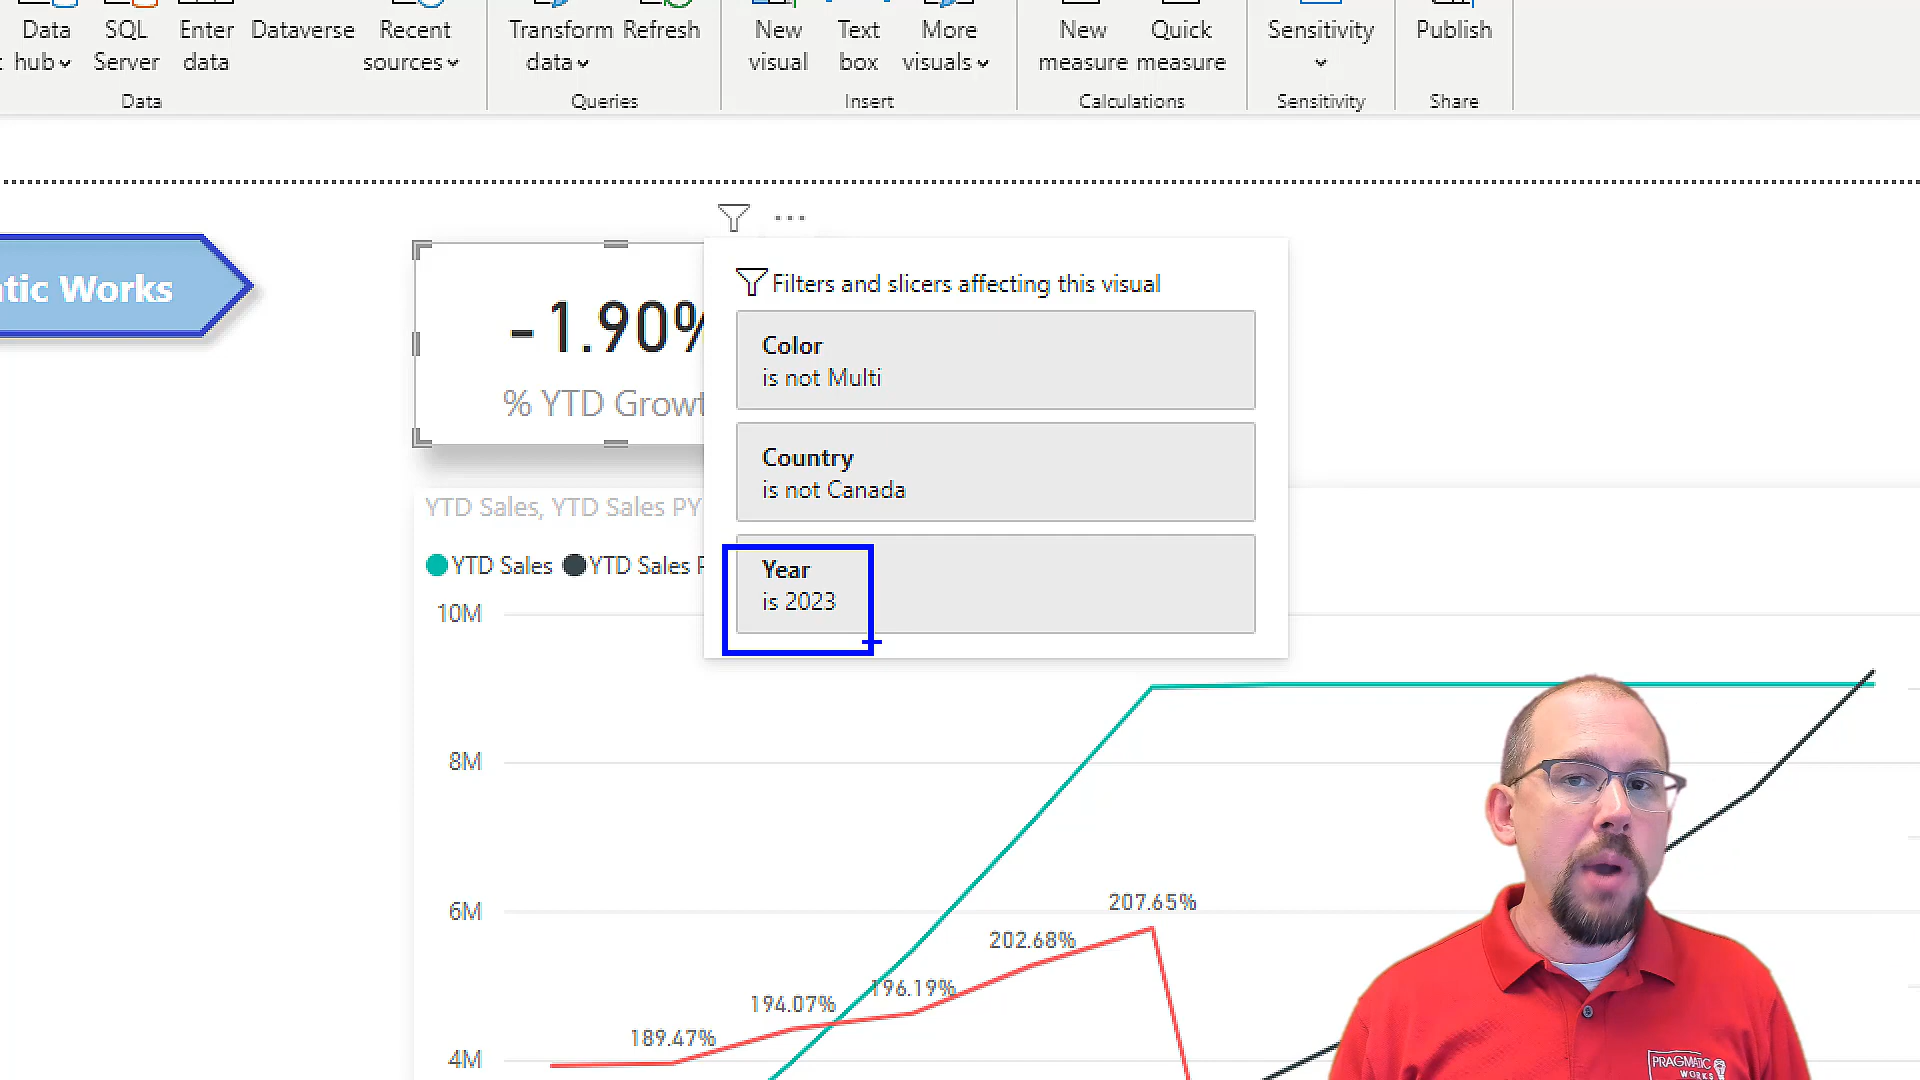 Data
hub
SQL
Server
Enter
data
Dataverse
Recent
sources
Data
Transform
data
Refresh
Queries
New
visual
Text
box
More
visuals
Insert
New
measure
Quick
measure
Calculations
Sensitivity
Sensitivity
Publish
Share
tic Works
-1.90%
% YTD Growt
Filters and slicers affecting this visual
Color
is not Multi
Country
is not Canada
Year
is 2023
YTD Sales, YTD Sales PY
YTD Sales
YTD Sales P
10M
8M
6M
4M
189.47%
194.07%
196.19%
202.68%
207.65%
PRAGMATIC
WORKS